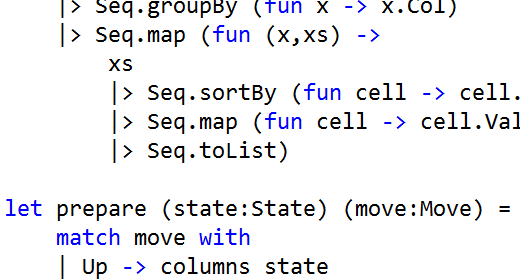 |> Seq.groupBy (fun x -> x.Col)
|> Seq.map (fun (x,xs) ->
xs
|> Seq.sortBy (fun cell -> cell.
|> Seq.map (fun cell -> cell.Val
|> Seq.toList)
let prepare (state:State) (move:Move) =
match move with
| Up -> columns state